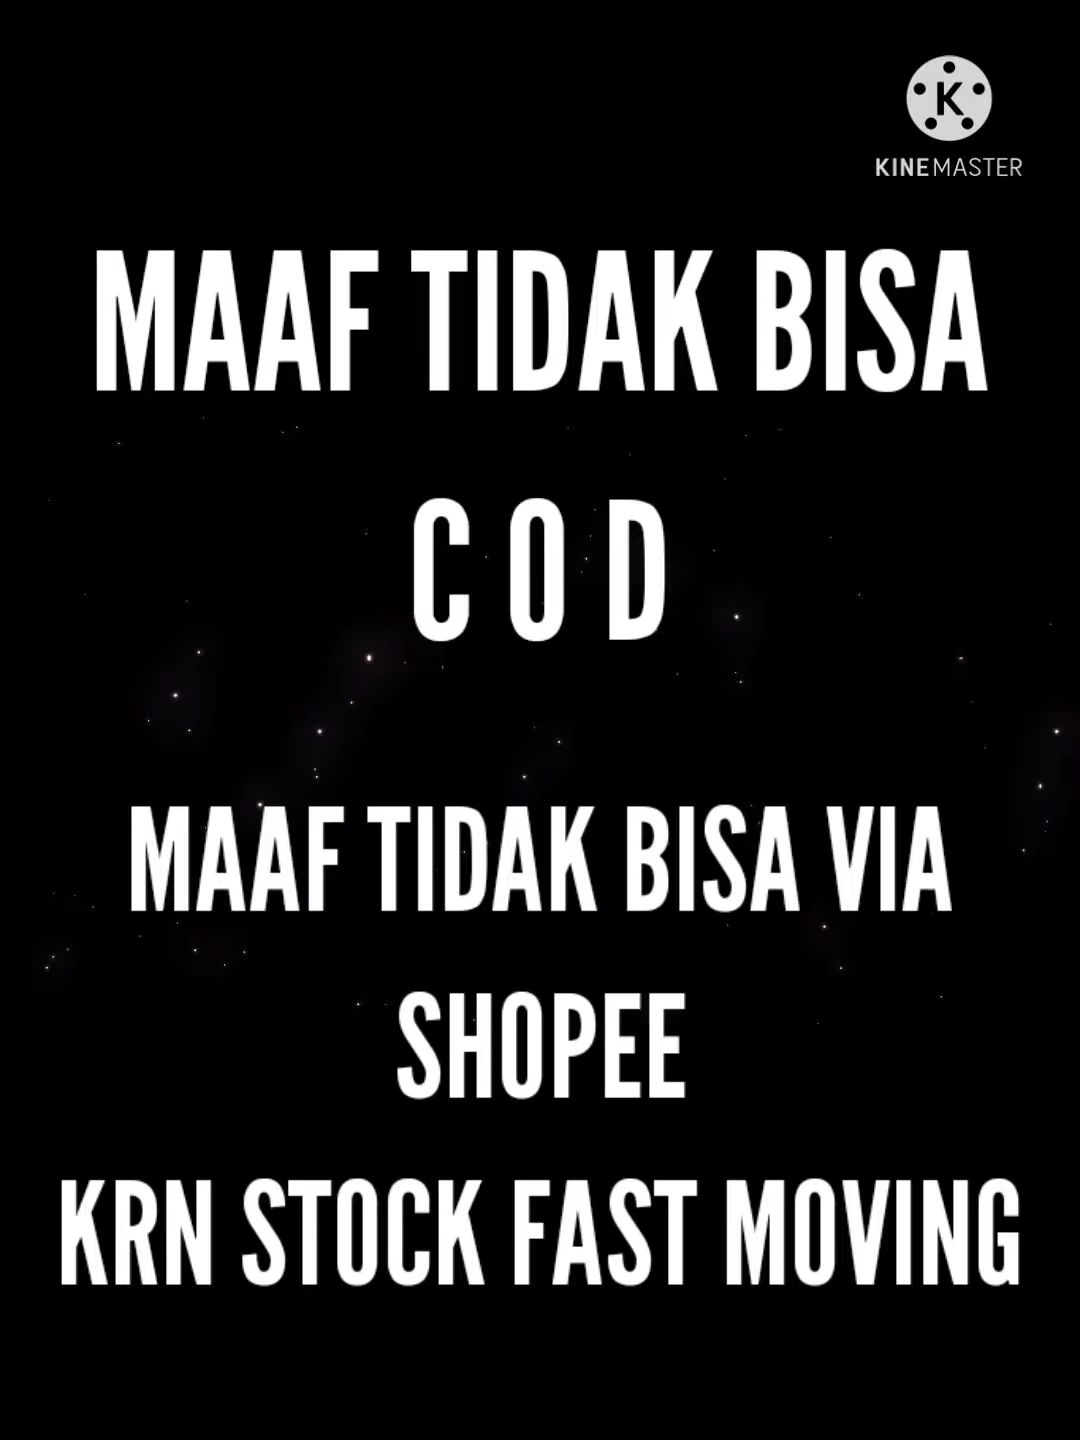 K
KINEMASTER
MAAF TIDAK BISA
C O D
MAAF TIDAK BISA VIA
SHOPEE
KRN STOCK FAST MOVING